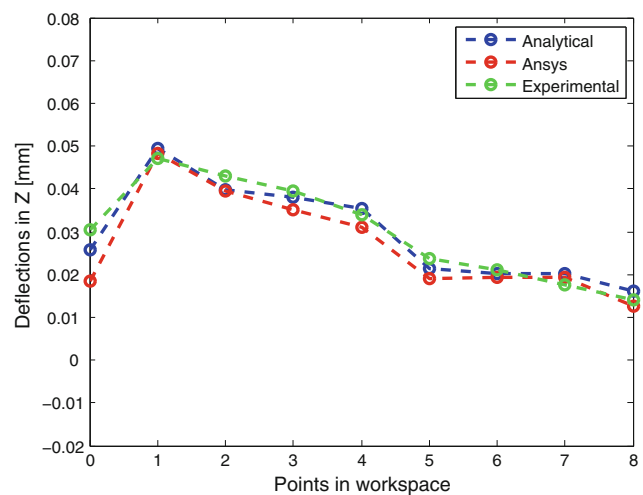 0.08
0.07
0.06
0.05
0.04
0.03
0.02
0.01
0
−0.01
−0.02
Deflections in Z [mm]
Analytical
Ansys
Experimental
0 1 2 3 4 5 6 7 8
Points in workspace